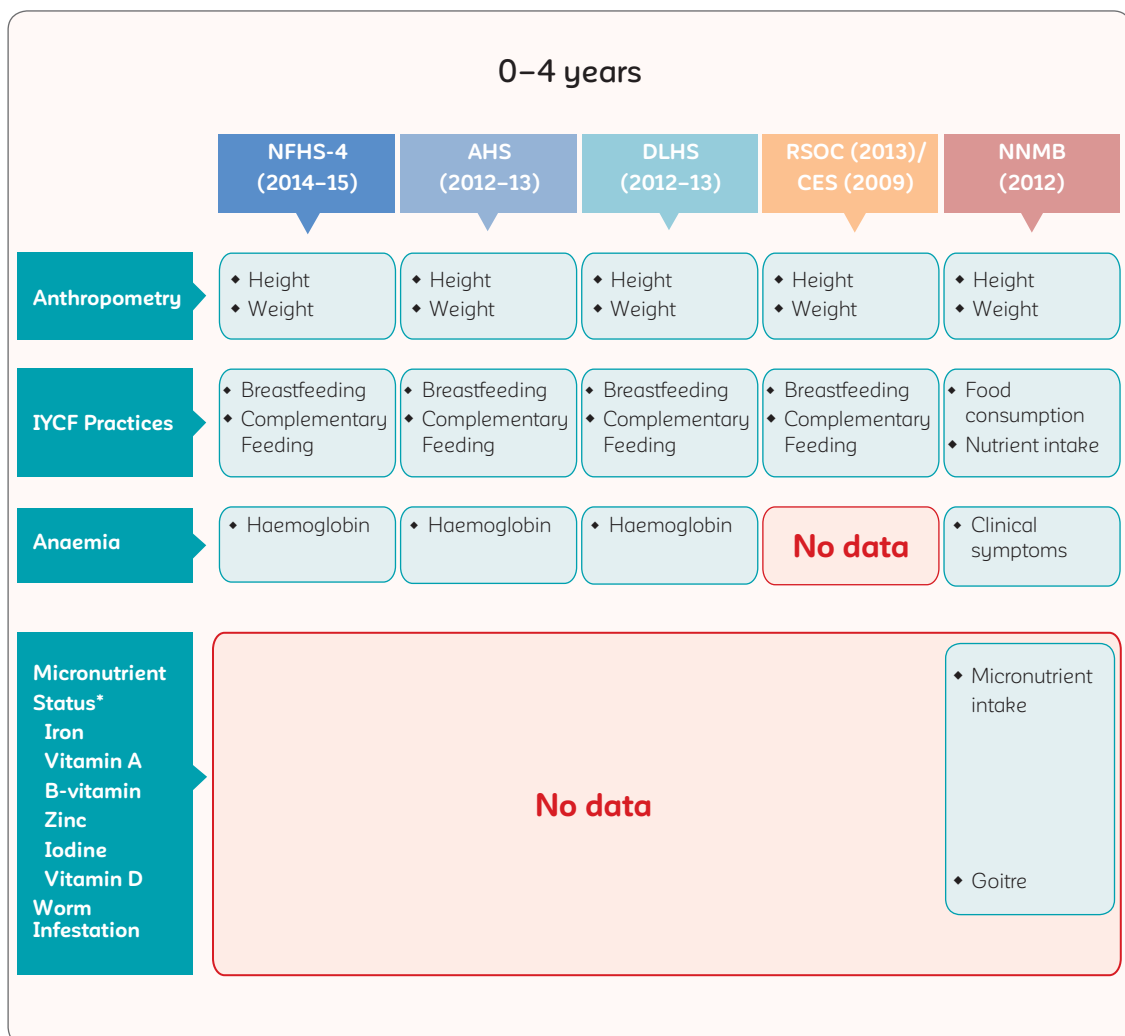 0–4 years
NFHS-4
(2014–15)
AHS
(2012–13)
DLHS
(2012–13)
RSOC (2013)/
CES (2009)
NNMB
(2012)
Anthropometry
◆ Height
◆ Weight
◆ Height
◆ Weight
◆ Height
◆ Weight
◆ Height
◆ Weight
◆ Height
◆ Weight
IYCF Practices
◆ Breastfeeding
◆ Complementary
Feeding
◆ Breastfeeding
◆ Complementary
Feeding
◆ Breastfeeding
◆ Complementary
Feeding
◆ Breastfeeding
◆ Complementary
Feeding
◆ Food
consumption
◆ Nutrient intake
Anaemia
◆ Haemoglobin
◆ Haemoglobin
◆ Haemoglobin
No data
◆ Clinical
symptoms
Micronutrient
Status*
Iron
Vitamin A
B-vitamin
Zinc
Iodine
Vitamin D
Worm
Infestation
No data
◆ Micronutrient
intake
◆ Goitre